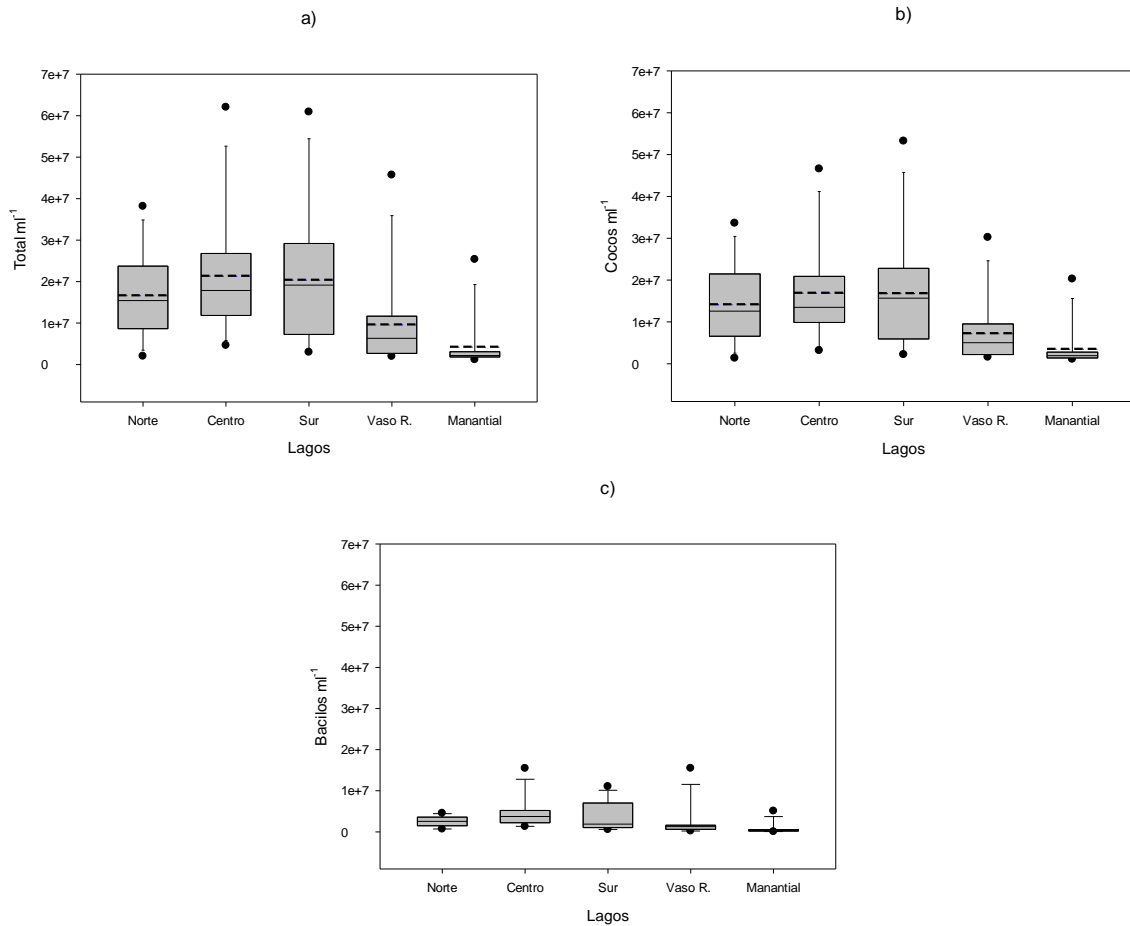 a)
Total ml-1
7e+7
6e+7
5e+7
4e+7
3e+7
2e+7
1e+7
0
Norte Centro Sur Vaso R. Manantial
Lagos
b)
Cocos ml-1
7e+7
6e+7
5e+7
4e+7
3e+7
2e+7
1e+7
0
Norte Centro Sur Vaso R. Manantial
Lagos
c)
Bacilos ml-1
7e+7
6e+7
5e+7
4e+7
3e+7
2e+7
1e+7
0
Norte Centro Sur Vaso R. Manantial
Lagos